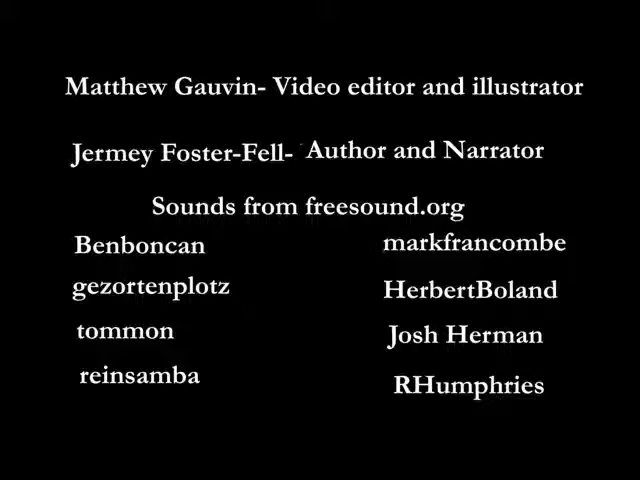 Matthew Gauvin- Video editor and illustrator
Jermey Foster-Fell- Author and Narrator
Sounds from freesound.org
Benboncan markfrancombe
gezortenplotz HerbertBoland
tommon Josh Herman
reinsamba RHumphries